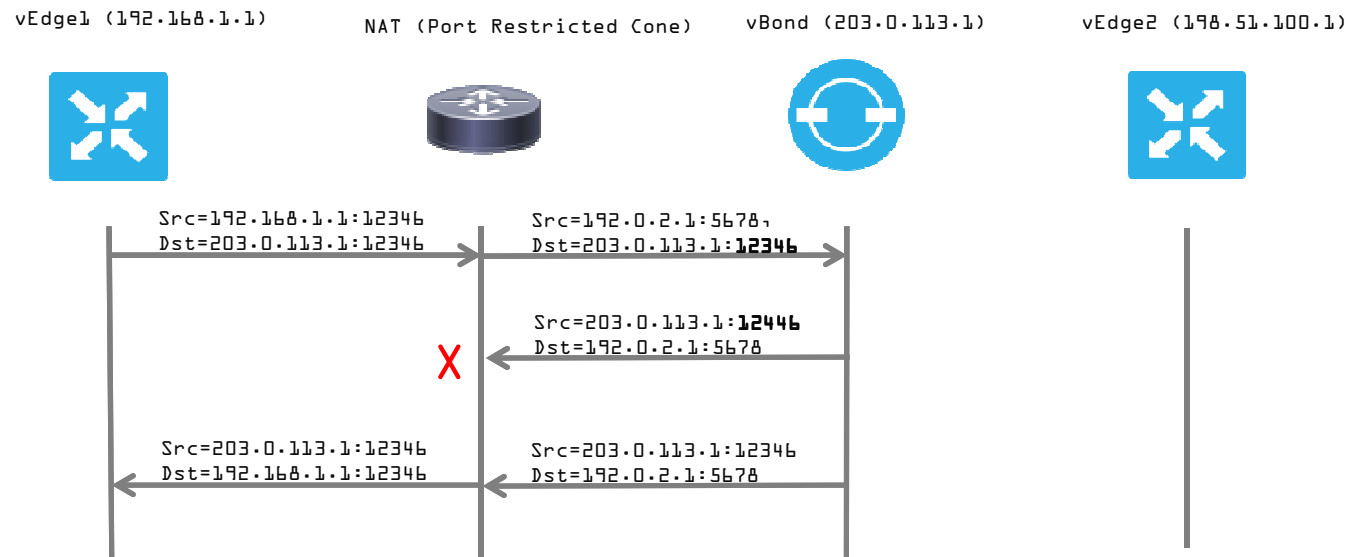 vEdge1 (192.168.1.1)
NAT (Port Restricted Cone)
vBond (203.0.113.1)
vEdge2 (198.51.100.1)
Src=192.168.1.1:12346
Dst=203.0.113.1:12346
Src=192.0.2.1:5678,
Dst=203.0.113.1:12346
Src=203.0.113.1:12446
Dst=192.0.2.1:5678
X
Src=203.0.113.1:12346
Dst=192.168.1.1:12346
Src=203.0.113.1:12346
Dst=192.0.2.1:5678